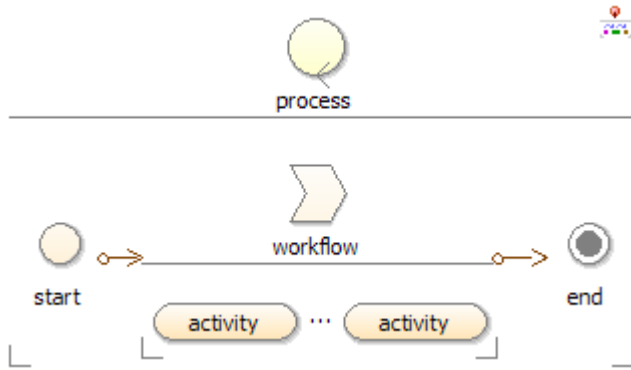 process
workflow
start
end
activity ... activity